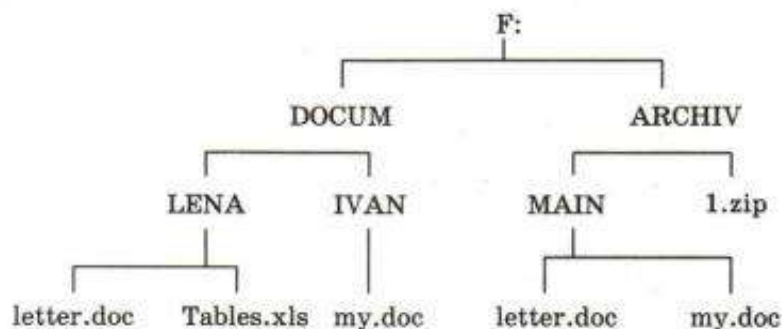 F:
DOCUM ARCHIV
LENA IVAN MAIN 1.zip
letter.doc Tables.xls my.doc letter.doc my.doc